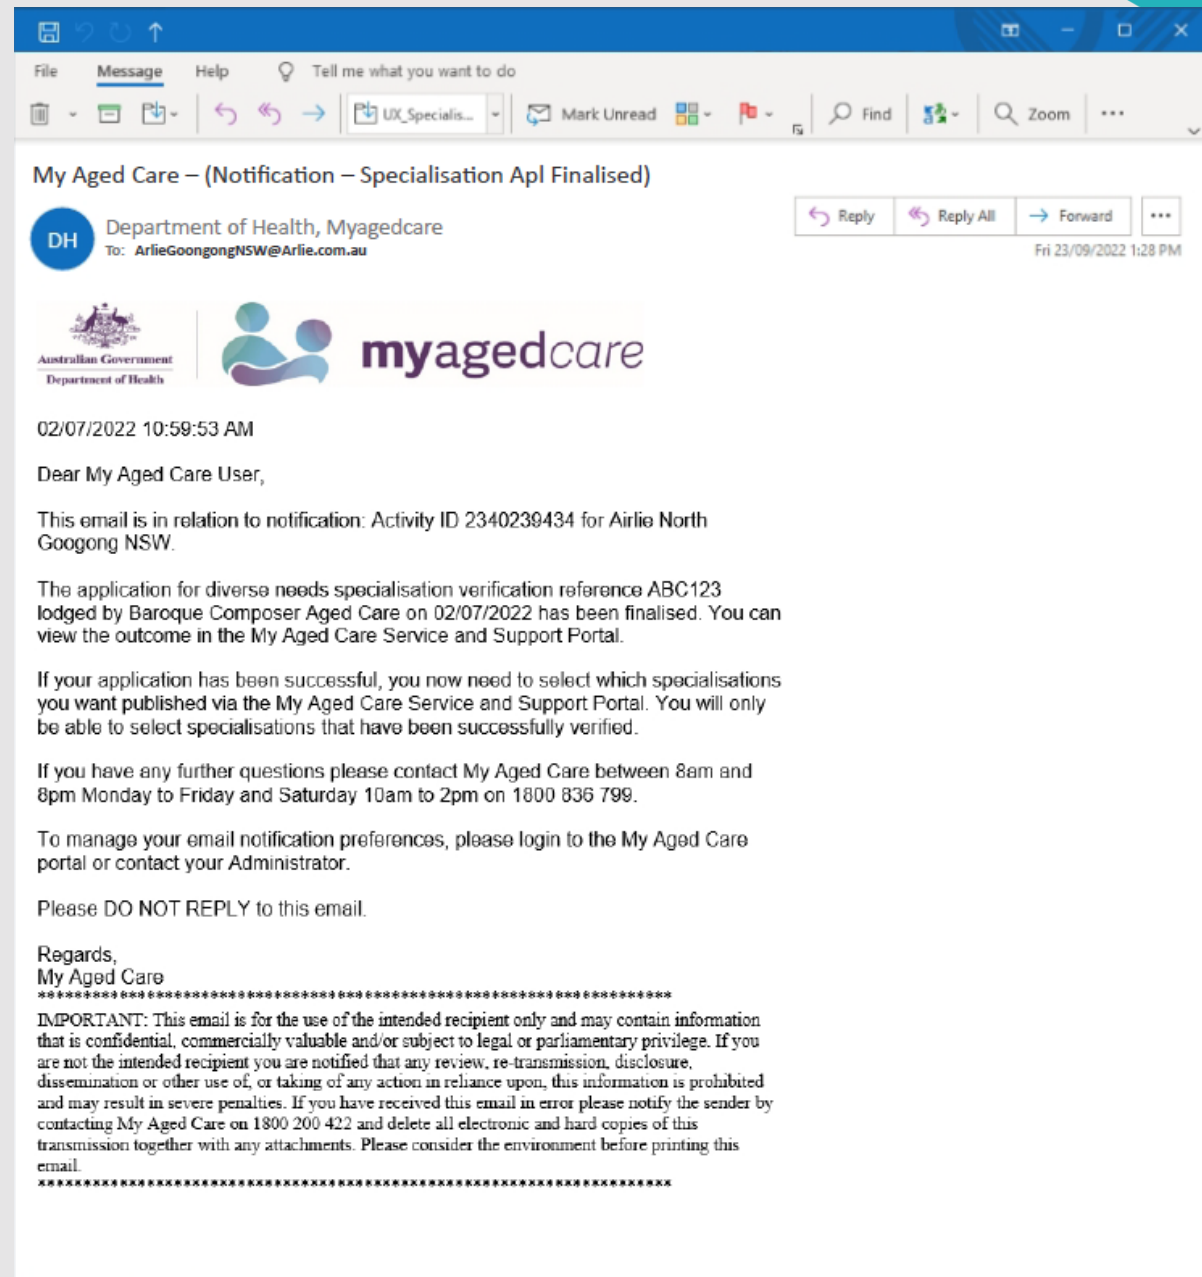 File Message Help Tell me what you want to do
UX_Specialis... Mark Unread Find Zoom ...
My Aged Care – (Notification – Specialisation Apl Finalised)
DH
Department of Health, Myagedcare
To: ArlieGoongongNSW@Arlie.com.au
Reply Reply All Forward ...
Fri 23/09/2022 1:28 PM
Australian Government
Department of Health
myagedcare
02/07/2022 10:59:53 AM
Dear My Aged Care User,
This email is in relation to notification: Activity ID 2340239434 for Airlie North
Googong NSW.
The application for diverse needs specialisation verification reference ABC123
lodged by Baroque Composer Aged Care on 02/07/2022 has been finalised. You can
view the outcome in the My Aged Care Service and Support Portal.
If your application has been successful, you now need to select which specialisations
you want published via the My Aged Care Service and Support Portal. You will only
be able to select specialisations that have been successfully verified.
If you have any further questions please contact My Aged Care between 8am and
8pm Monday to Friday and Saturday 10am to 2pm on 1800 836 799.
To manage your email notification preferences, please login to the My Aged Care
portal or contact your Administrator.
Please DO NOT REPLY to this email.
Regards,
My Aged Care
**********************************************************************
IMPORTANT: This email is for the use of the intended recipient only and may contain information
that is confidential, commercially valuable and/or subject to legal or parliamentary privilege. If you
are not the intended recipient you are notified that any review, re-transmission, disclosure,
dissemination or other use of, or taking of any action in reliance upon, this information is prohibited
and may result in severe penalties. If you have received this email in error please notify the sender by
contacting My Aged Care on 1800 200 422 and delete all electronic and hard copies of this
transmission together with any attachments. Please consider the environment before printing this
email.
**********************************************************************